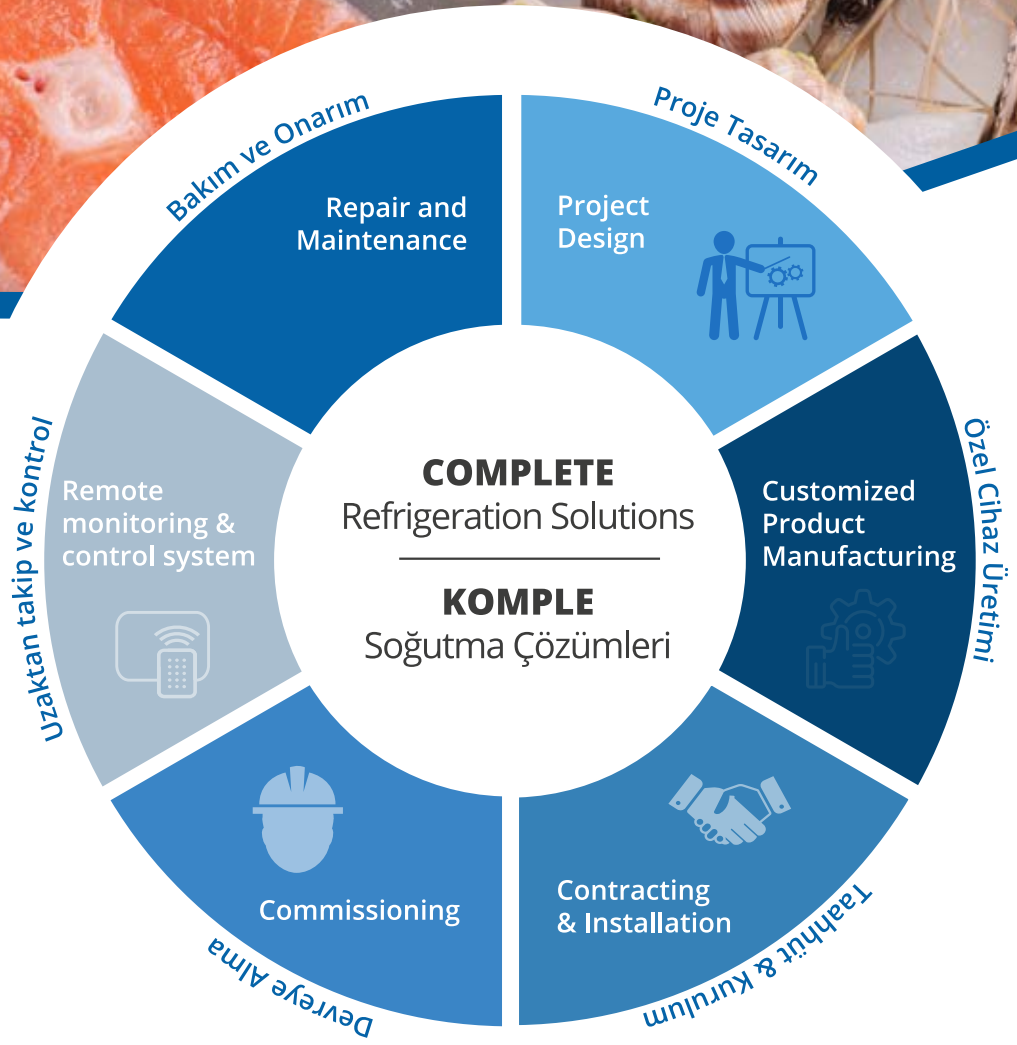 Bakım ve Onarım
Repair and
Maintenance
Proje Tasarım
Project
Design
Özel Cihaz Üretimi
Customized
Product
Manufacturing
Taahhüt & Kurulum
Contracting
& Installation
Devreye Alma
Commissioning
Uzaktan takip ve kontrol
Remote
monitoring &
control system
COMPLETE
Refrigeration Solutions
KOMPLE
Soğutma Çözümleri